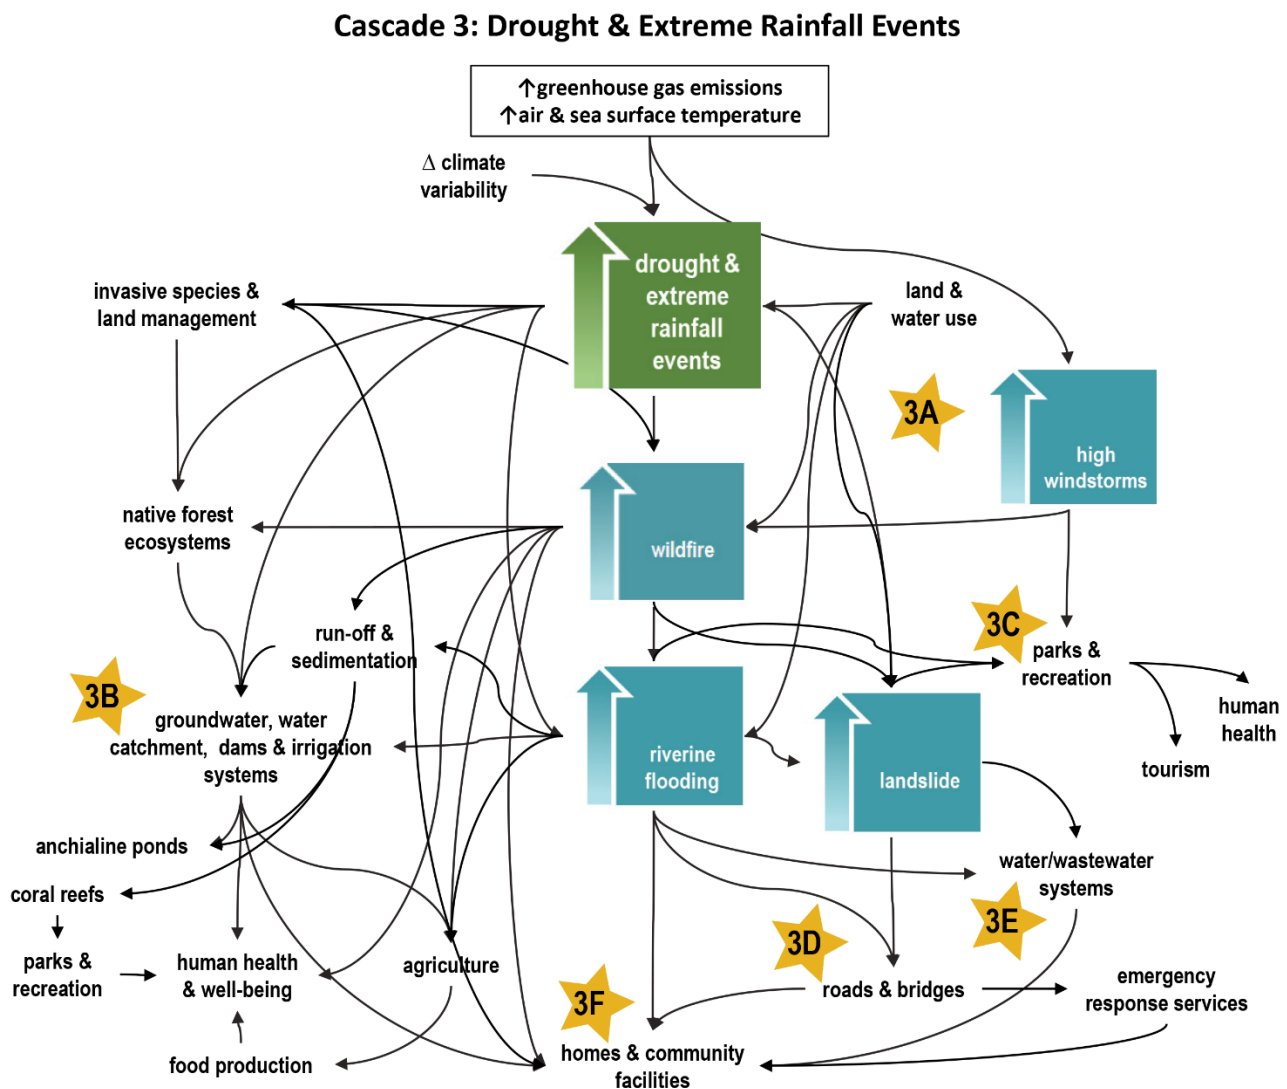 Cascade 3: Drought & Extreme Rainfall Events
↑greenhouse gas emissions
↑air & sea surface temperature
Δ climate
variability
drought &
extreme
rainfall
events
invasive species &
land management
land &
water use
3A
high
windstorms
native forest
ecosystems
wildfire
run-off &
sedimentation
3C
parks &
recreation
3B
groundwater, water
catchment, dams & irrigation
systems
riverine
flooding
landslide
human
health
tourism
anchialine ponds
water/wastewater
systems
coral reefs
3E
3D
parks &
recreation
human health
& well-being
agriculture
roads & bridges
emergency
response services
3F
food production
homes & community
facilities